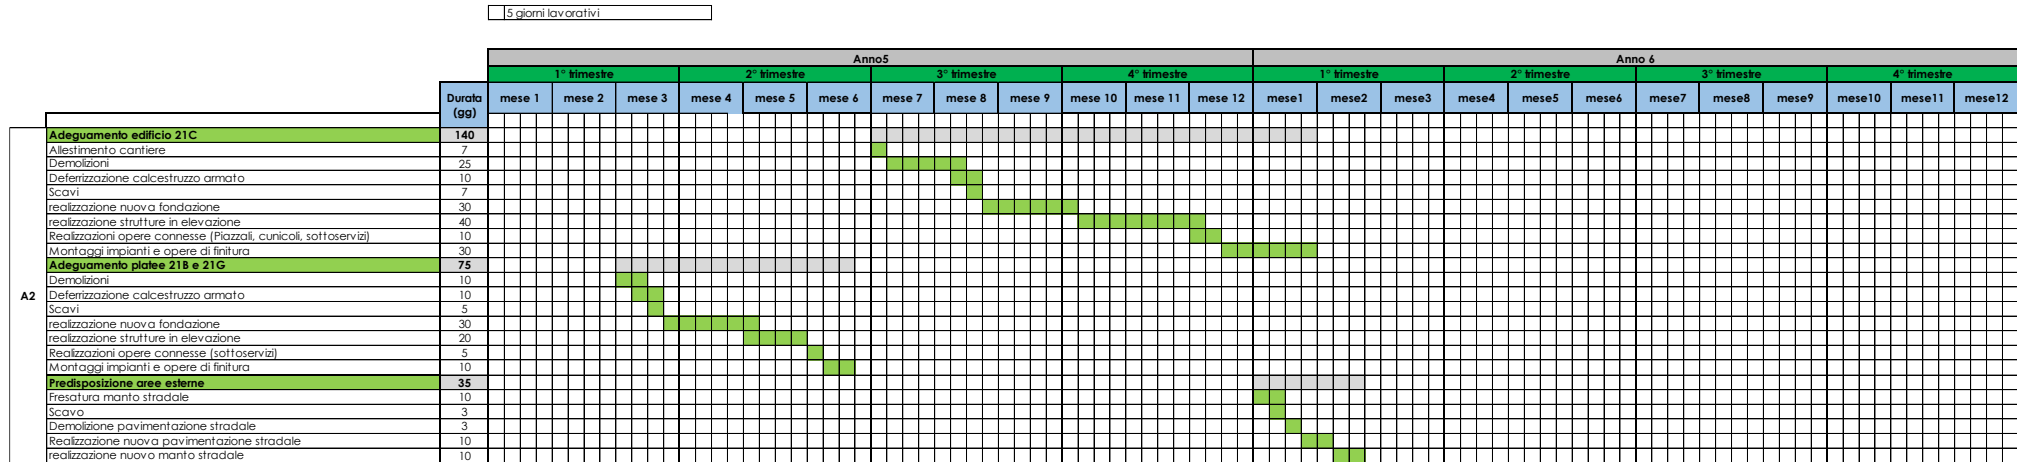 5 giorni lavorativi
Anno5 Anno 6
1° trimestre 2° trimestre 3° trimestre 4° trimestre 1° trimestre 2° trimestre 3° trimestre 4° trimestre
Durata (gg) mese 1 mese 2 mese 3 mese 4 mese 5 mese 6 mese 7 mese 8 mese 9 mese 10 mese 11 mese 12 mese1 mese2 mese3 mese4 mese5 mese6 mese7 mese8 mese9 mese10 mese11 mese12
Adeguamento edificio 21C 140
Allestimento cantiere 7
Demolizioni 25
Deferrizzazione calcestruzzo armato 10
Scavi 7
realizzazione nuova fondazione 30
realizzazione strutture in elevazione 40
Realizzazioni opere connesse (Piazzali, cunicoli, sottoservizi) 10
Montaggi impianti e opere di finitura 30
Adeguamento platee 21B e 21G 75
Demolizioni 10
A2 Deferrizzazione calcestruzzo armato 10
Scavi 5
realizzazione nuova fondazione 30
realizzazione strutture in elevazione 20
Realizzazioni opere connesse (sottoservizi) 5
Montaggi impianti e opere di finitura 10
Predisposizione aree esterne 35
Fresatura manto stradale 10
Scavo 3
Demolizione pavimentazione stradale 3
Realizzazione nuova pavimentazione stradale 10
realizzazione nuovo manto stradale 10